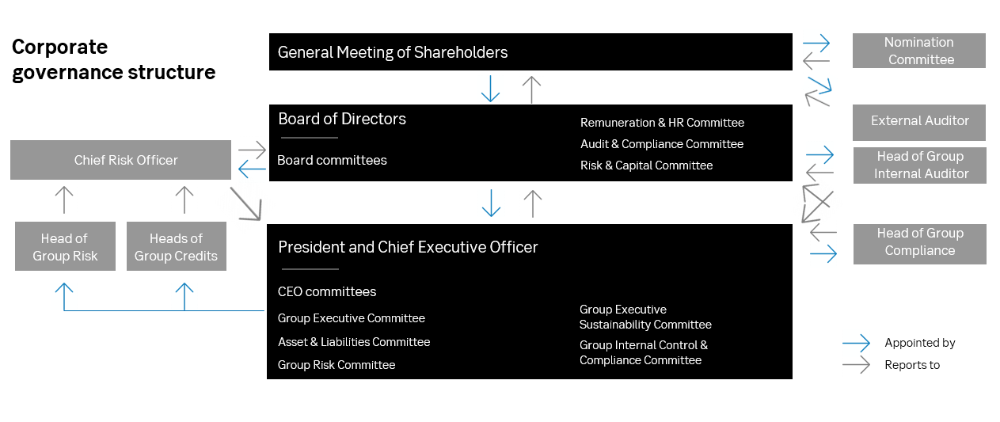 Corporate
governance structure
General Meeting of Shareholders
Nomination
Committee
Board of Directors
Board committees
Remuneration & HR Committee
Audit & Compliance Committee
Risk & Capital Committee
External Auditor
Head of Group
Internal Auditor
Chief Risk Officer
Head of
Group Risk
Heads of
Group Credits
President and Chief Executive Officer
CEO committees
Group Executive Committee
Asset & Liabilities Committee
Group Risk Committee
Group Executive
Sustainability Committee
Group Internal Control &
Compliance Committee
Head of Group
Compliance
Appointed by
Reports to